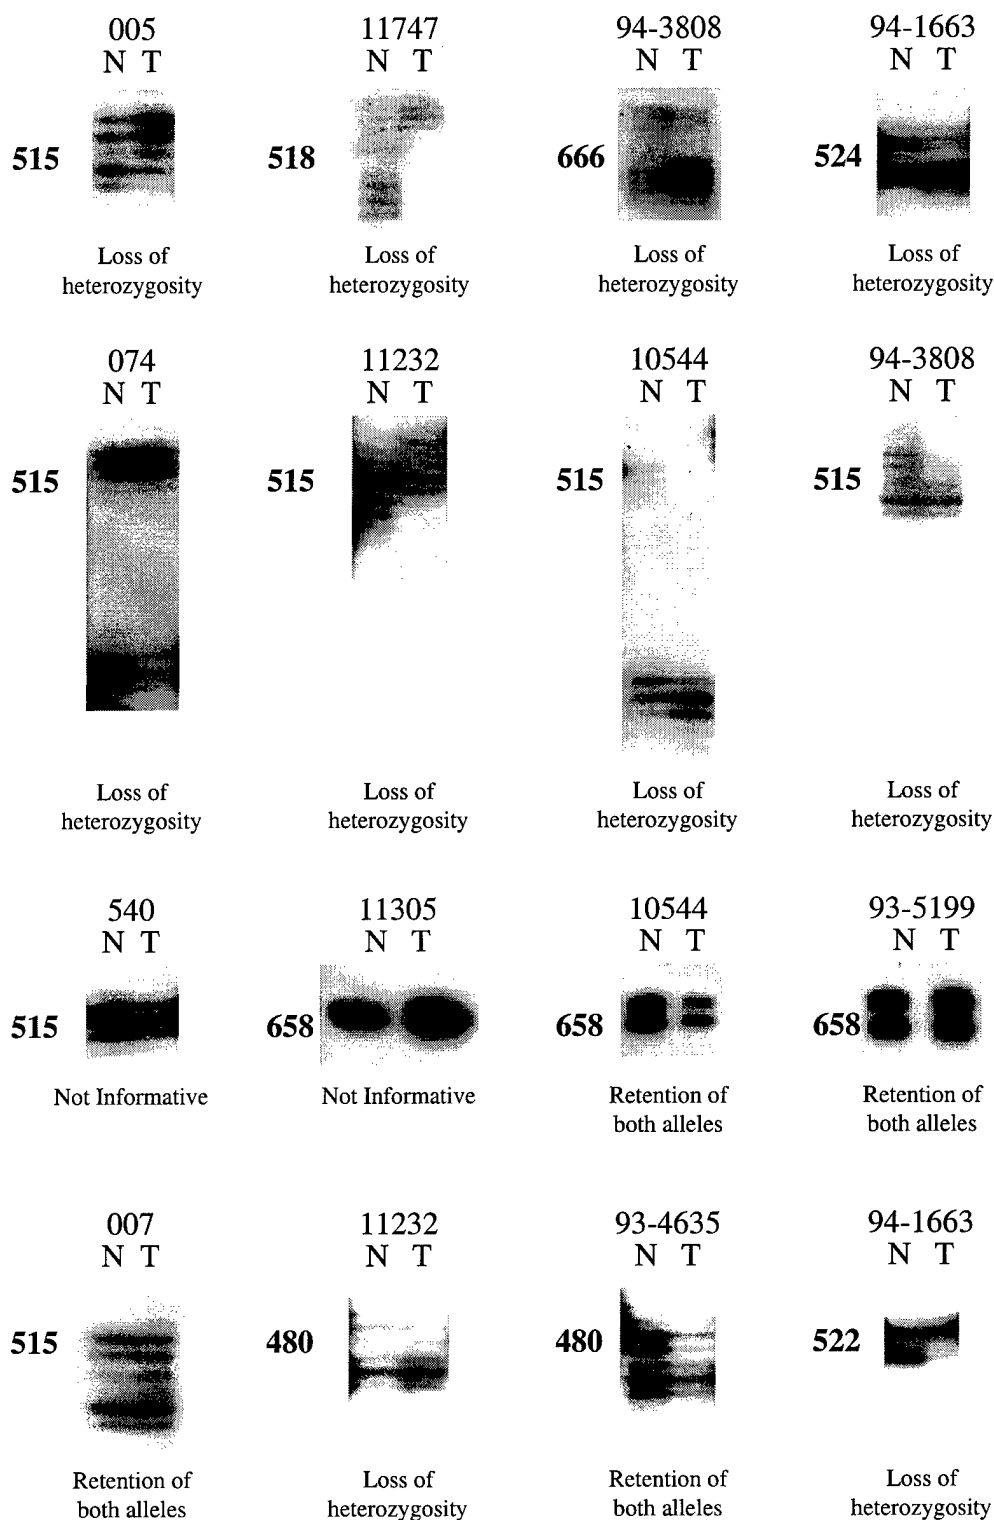 005 11747 94-3808 94-1663
N T N T N T N T
515 518 666 524
Loss of Loss of Loss of Loss of
heterozygosity heterozygosity heterozygosity heterozygosity
074 11232 10544 94-3808
N T N T N T N T
515 515 515 515
Loss of Loss of Loss of Loss of
heterozygosity heterozygosity heterozygosity heterozygosity
540 11305 10544 93-5199
N T N T N T N T
515 658 658 658
Not Informative Not Informative Retention of Retention of
both alleles both alleles
007 11232 93-4635 94-1663
N T N T N T N T
515 480 480 522
Retention of Loss of Retention of Loss of
both alleles heterozygosity both alleles heterozygosity